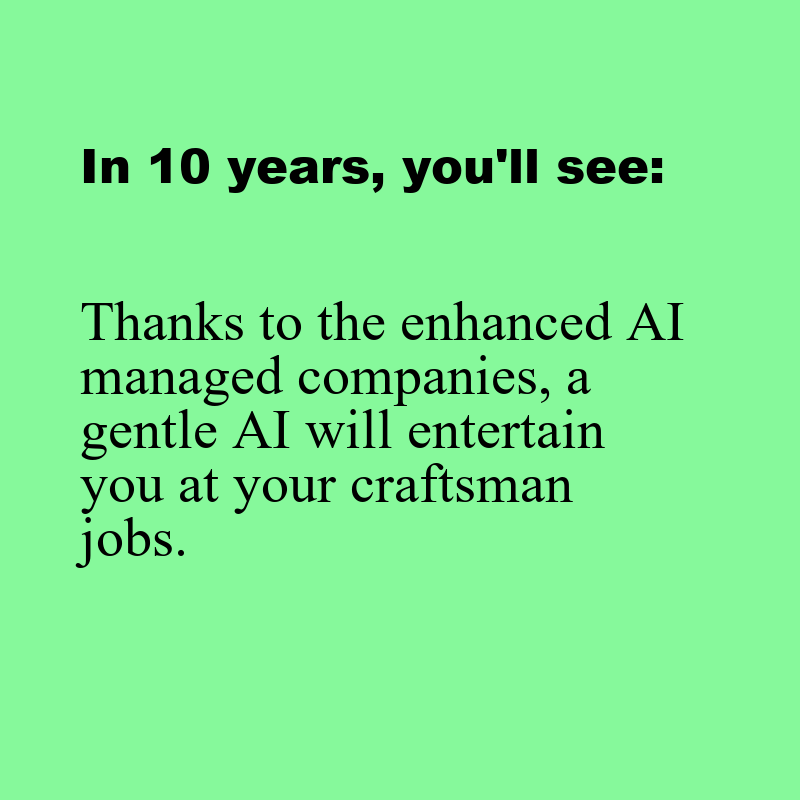 In 10 years, you'll see:
Thanks to the enhanced AI
managed companies, a
gentle AI will entertain
you at your craftsman
jobs.